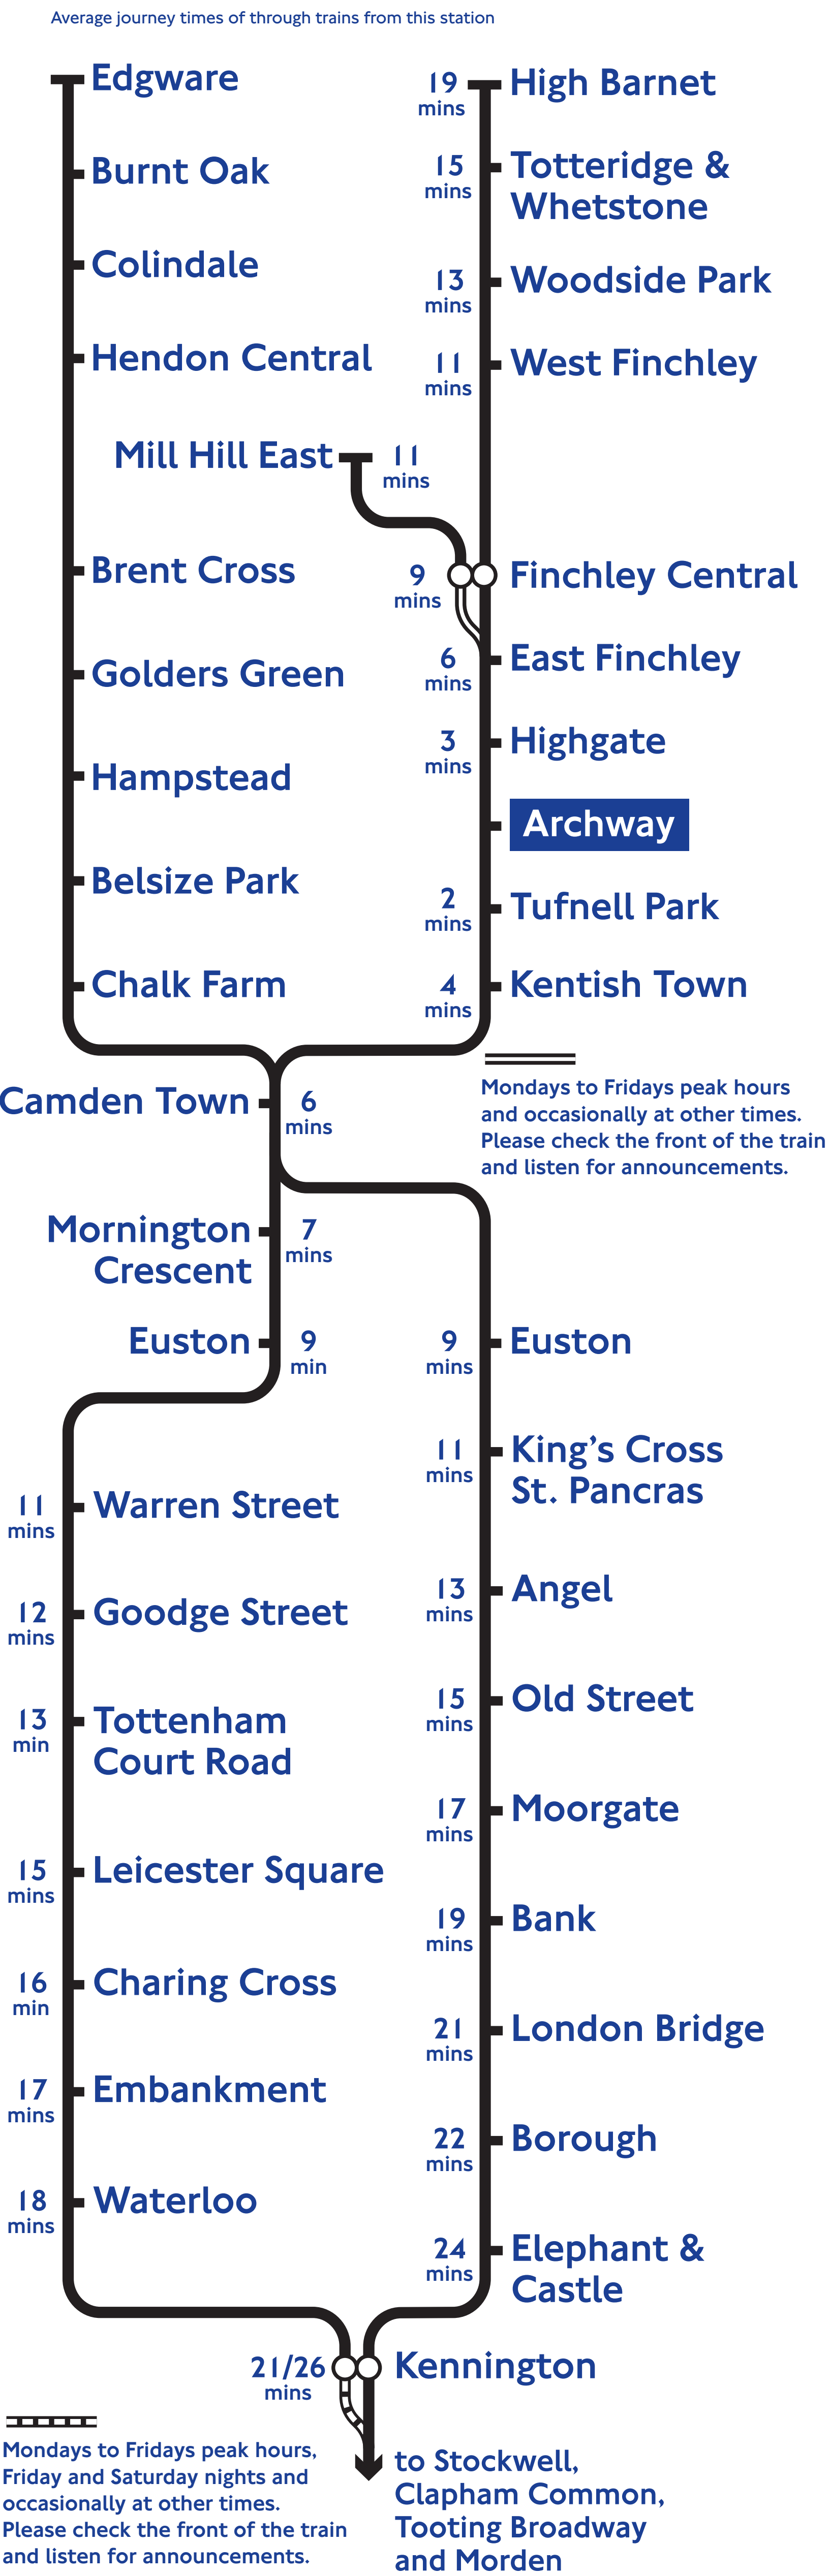 Average journey times of through trains from this station
Edgware
Burnt Oak
Colindale
Hendon Central
Mill Hill East
11
mins
Brent Cross
Golders Green
Hampstead
Belsize Park
Chalk Farm
19
mins
High Barnet
15
mins
Totteridge &
Whetstone
13
mins
Woodside Park
11
mins
West Finchley
9
mins
Finchley Central
6
mins
East Finchley
3
mins
Highgate
Archway
2
mins
Tufnell Park
4
mins
Kentish Town
Mondays to Fridays peak hours
and occasionally at other times.
Please check the front of the train
and listen for announcements.
Camden Town
6
mins
Mornington
Crescent
7
mins
Euston
9
min
11
mins
Warren Street
12
mins
Goodge Street
13
min
Tottenham
Court Road
15
mins
Leicester Square
16
min
Charing Cross
17
mins
Embankment
18
mins
Waterloo
9
mins
Euston
11
mins
King's Cross
St. Pancras
13
mins
Angel
15
mins
Old Street
17
mins
Moorgate
19
mins
Bank
21
mins
London Bridge
22
mins
Borough
24
mins
Elephant &
Castle
21/26
mins
Kennington
Mondays to Fridays peak hours,
Friday and Saturday nights and
occasionally at other times.
Please check the front of the train
and listen for announcements.
to Stockwell,
Clapham Common,
Tooting Broadway
and Morden